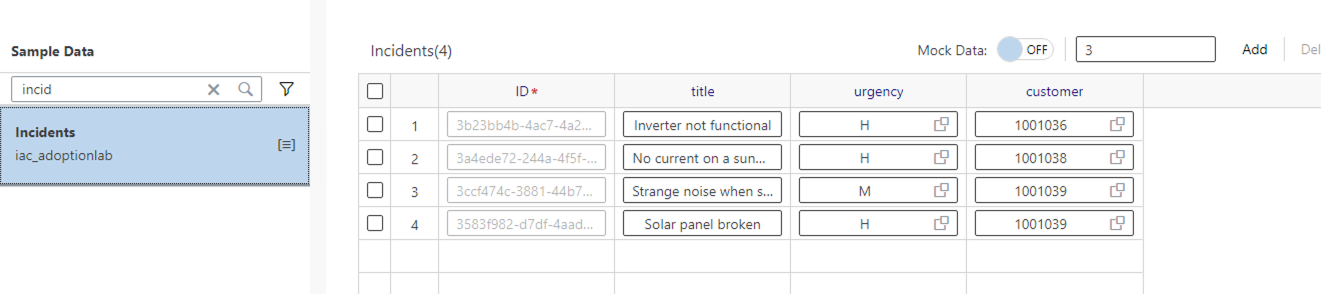 Sample Data
incid
Incidents
iac_adoptionlab
Incidents(4)
Mock Data: OFF 3 Add Del
ID* title urgency customer
1 3b23bb4b-4ac7-4a2... Inverter not functional H 1001036
2 3a4ede72-244a-4f5f-... No current on a sun... H 1001038
3 3ccf474c-3881-44b7... Strange noise when s... M 1001039
4 3583f982-d7df-4aad... Solar panel broken H 1001039